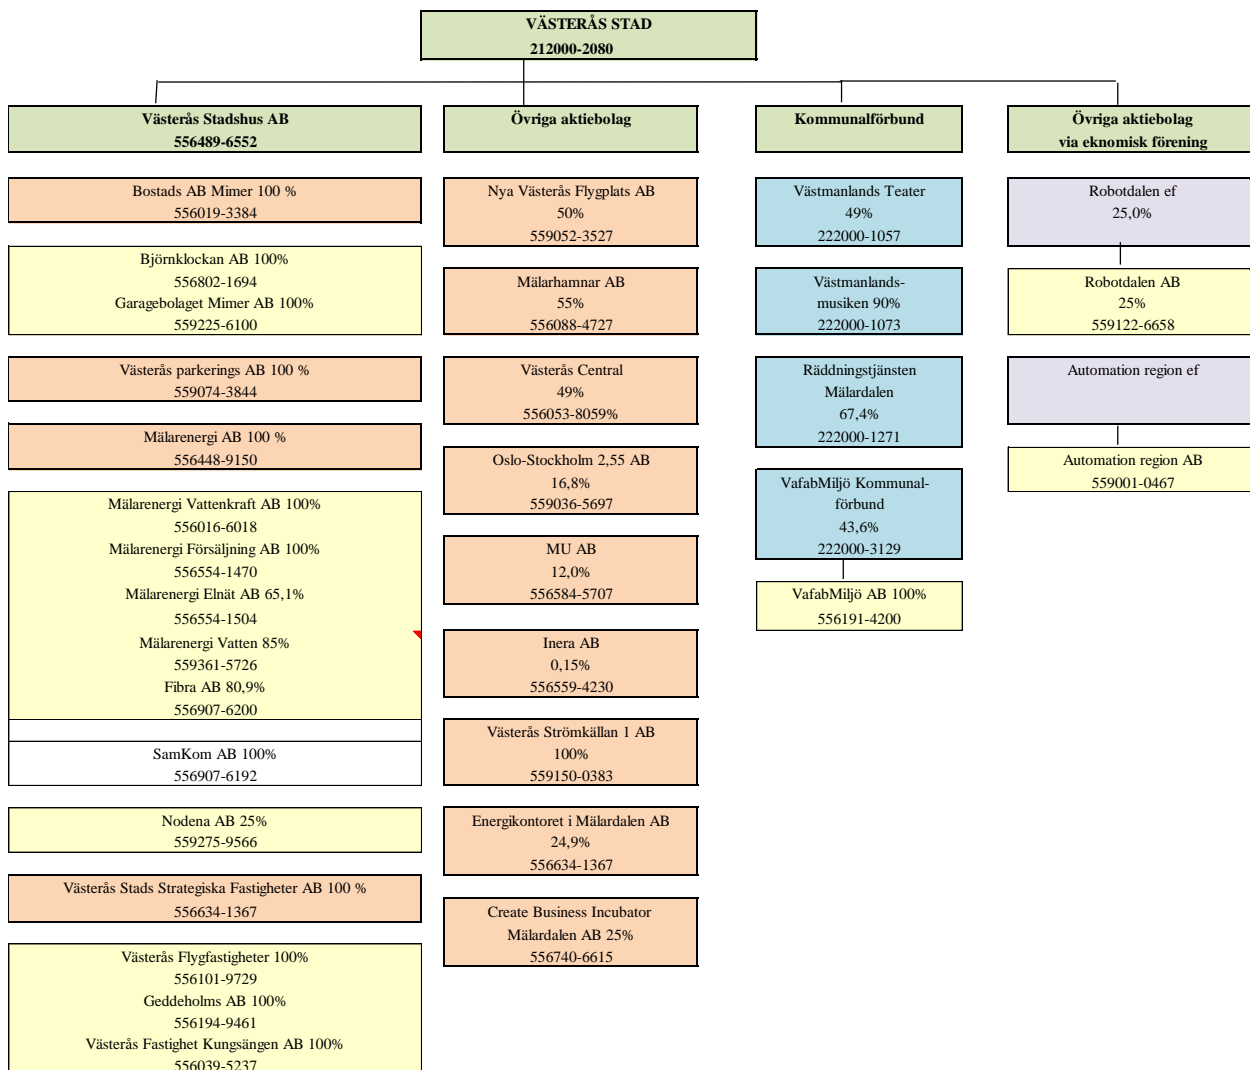 VÄSTERÅS STAD
212000-2080
Västerås Stadshus AB
556489-6552
Bostads AB Mimer 100 %
556019-3384
Björnklockan AB 100%
556802-1694
Garagebolaget Mimer AB 100%
559225-6100
Västerås parkerings AB 100 %
559074-3844
Mälarenergi AB 100 %
556448-9150
Mälarenergi Vattenkraft AB 100%
556016-6018
Mälarenergi Försäljning AB 100%
556554-1470
Mälarenergi Elnät AB 65,1%
556554-1504
Mälarenergi Vatten 85%
559361-5726
Fibra AB 80,9%
556907-6200
SamKom AB 100%
556907-6192
Nodena AB 25%
559275-9566
Västerås Stads Strategiska Fastigheter AB 100 %
556634-1367
Västerås Flygfastigheter 100%
556101-9729
Geddeholms AB 100%
556194-9461
Västerås Fastighet Kungsängen AB 100%
556039-5237
Övriga aktiebolag
Nya Västerås Flygplats AB
50%
559052-3527
Mälarhamnar AB
55%
556088-4727
Västerås Central
49%
556053-8059%
Oslo-Stockholm 2,55 AB
16,8%
559036-5697
MU AB
12,0%
556584-5707
Inera AB
0,15%
556559-4230
Västerås Strömkällan 1 AB
100%
559150-0383
Energikontoret i Mälardalen AB
24,9%
556634-1367
Create Business Incubator
Mälardalen AB 25%
556740-6615
Kommunalförbund
Västmanlands Teater
49%
222000-1057
Västmanlands-
musiken 90%
222000-1073
Räddningstjänsten
Mälardalen
67,4%
222000-1271
VafabMiljö Kommunal-
förbund
43,6%
222000-3129
VafabMiljö AB 100%
556191-4200
Övriga aktiebolag
via eknomisk förening
Robotdalen ef
25,0%
Robotdalen AB
25%
559122-6658
Automation region ef
Automation region AB
559001-0467